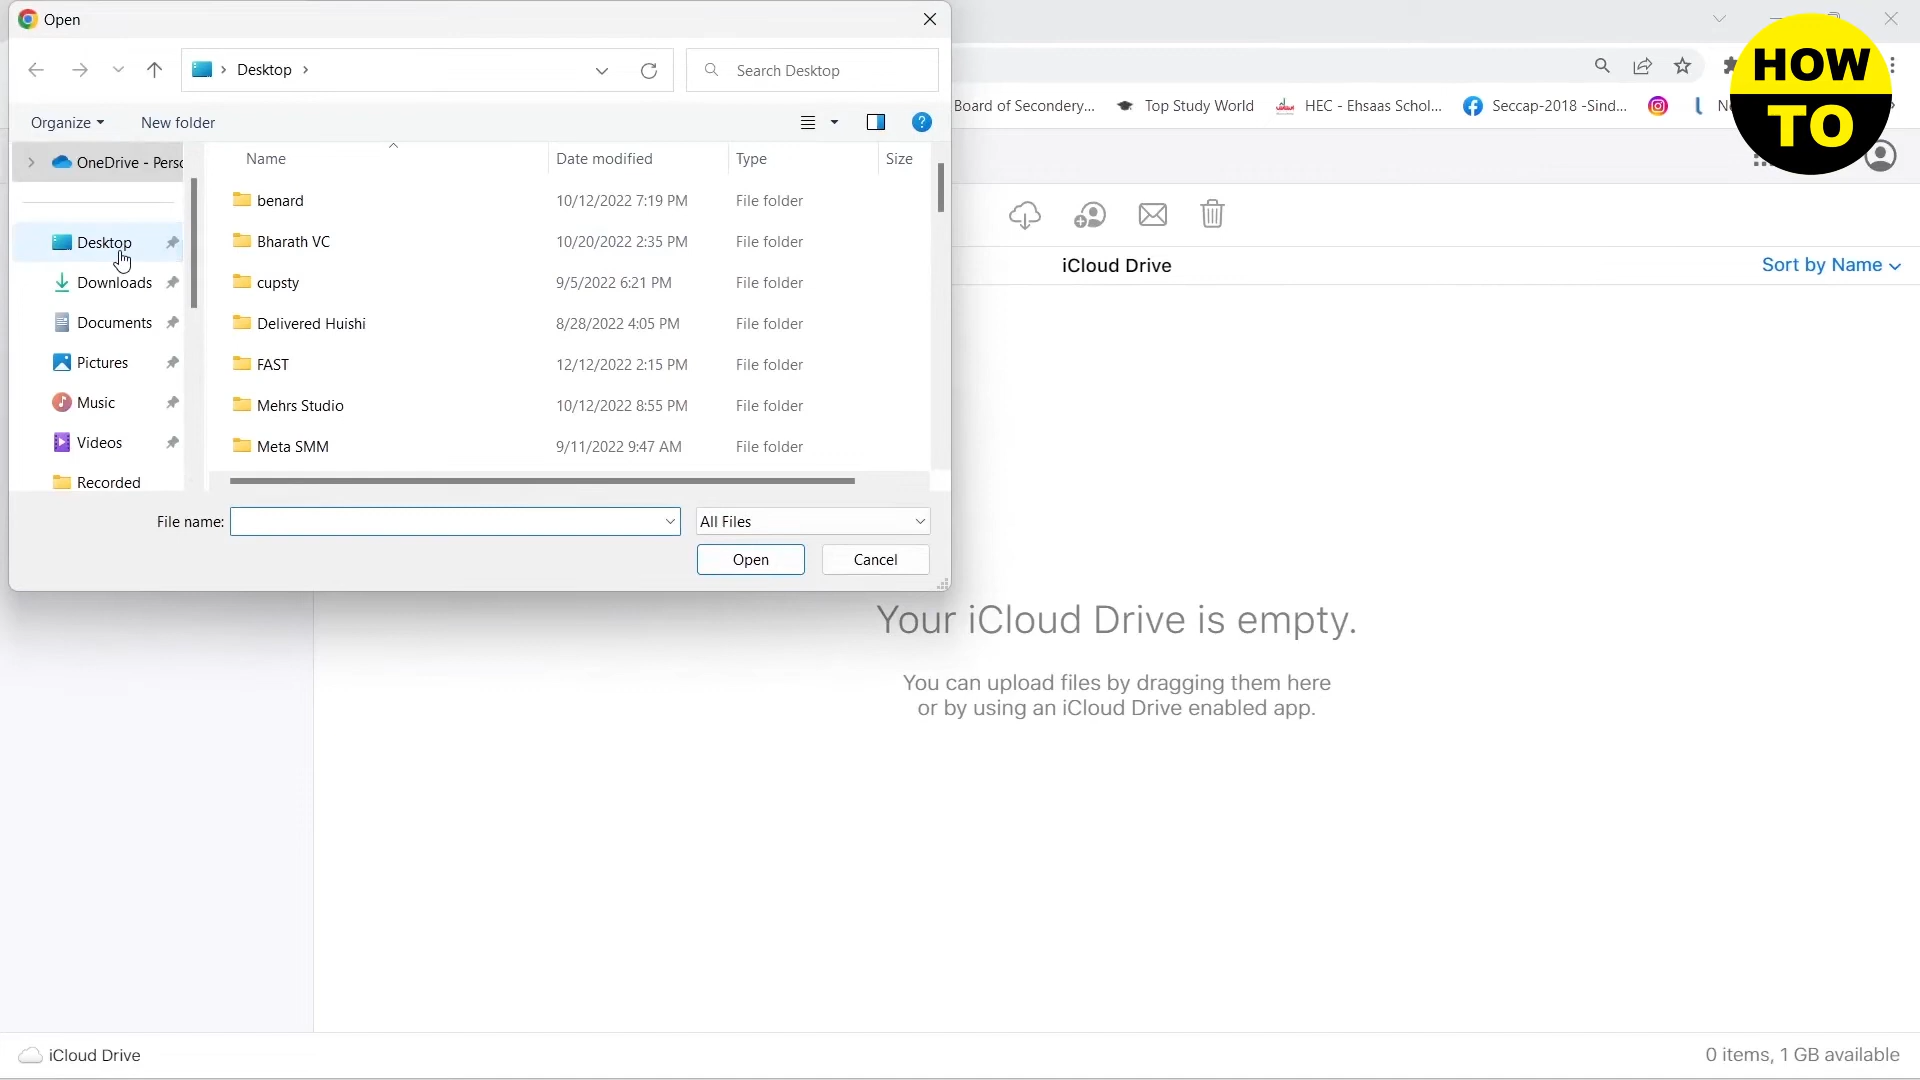 Open
Desktop
Search Desktop
HOW
TO
Organize
New folder
Board of Secondery...
Top Study World
HEC - Ehsaas Schol...
Seccap-2018 -Sind...
OneDrive - Perso
Name
Date modified
Type
Size
benard
10/12/2022 7:19 PM
File folder
Desktop
Bharath VC
10/20/2022 2:35 PM
File folder
iCloud Drive
Sort by Name
Downloads
cupsty
9/5/2022 6:21 PM
File folder
Documents
Delivered Huishi
8/28/2022 4:05 PM
File folder
Pictures
FAST
12/12/2022 2:15 PM
File folder
Music
Mehrs Studio
10/12/2022 8:55 PM
File folder
Videos
Meta SMM
9/11/2022 9:47 AM
File folder
Recorded
File name:
All Files
Open
Cancel
Your iCloud Drive is empty.
You can upload files by dragging them here
or by using an iCloud Drive enabled app.
iCloud Drive
0 items, 1 GB available